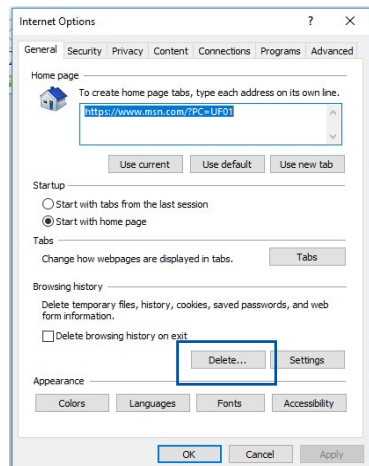 Internet Options ? X
General Security Privacy Content Connections Programs Advanced
Home page
To create home page tabs, type each address on its own line.
https://www.msn.com/?PC=UF01
Use current Use default Use new tab
Startup
Start with tabs from the last session
Start with home page
Tabs
Change how webpages are displayed in tabs. Tabs
Browsing history
Delete temporary files, history, cookies, saved passwords, and web
form information.
Delete browsing history on exit
Delete... Settings
Appearance
Colors Languages Fonts Accessibility
OK Cancel Apply